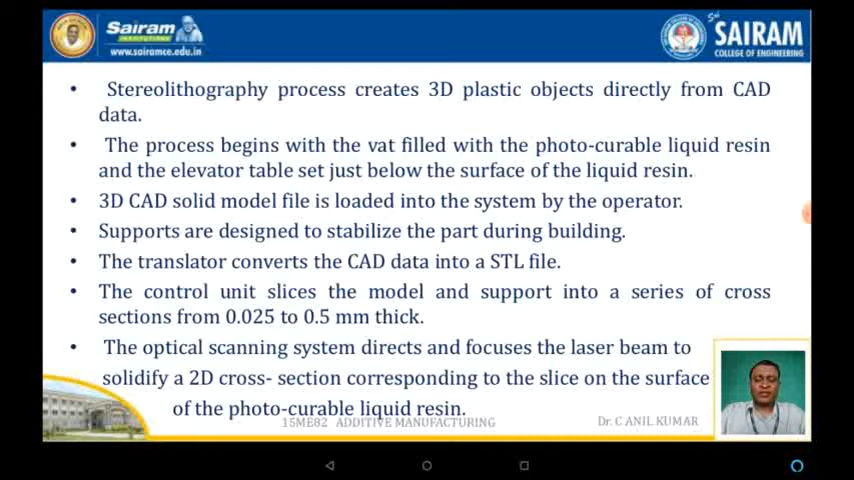 Sairam
INSTITUTIONS
www.sairamce.edu.in
SAIRAM
COLLEGE OF ENGINEERING
• Stereolithography process creates 3D plastic objects directly from CAD
data.
• The process begins with the vat filled with the photo-curable liquid resin
and the elevator table set just below the surface of the liquid resin.
• 3D CAD solid model file is loaded into the system by the operator.
• Supports are designed to stabilize the part during building.
• The translator converts the CAD data into a STL file.
• The control unit slices the model and support into a series of cross
sections from 0.025 to 0.5 mm thick.
• The optical scanning system directs and focuses the laser beam to
solidify a 2D cross- section corresponding to the slice on the surface
of the photo-curable liquid resin.
15ME82 ADDITIVE MANUFACTURING
Dr. C ANIL KUMAR